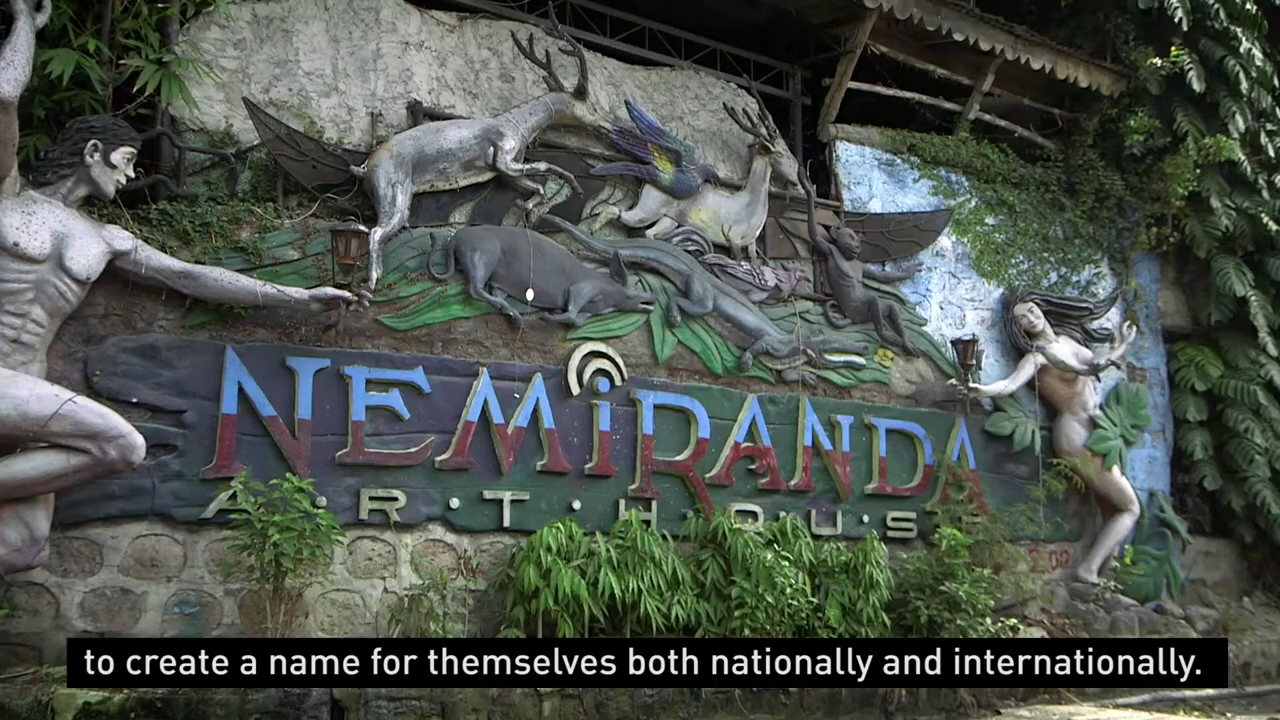 NEMiRANDA
A·R·T·H·O·U·S
to create a name for themselves both nationally and internationally.